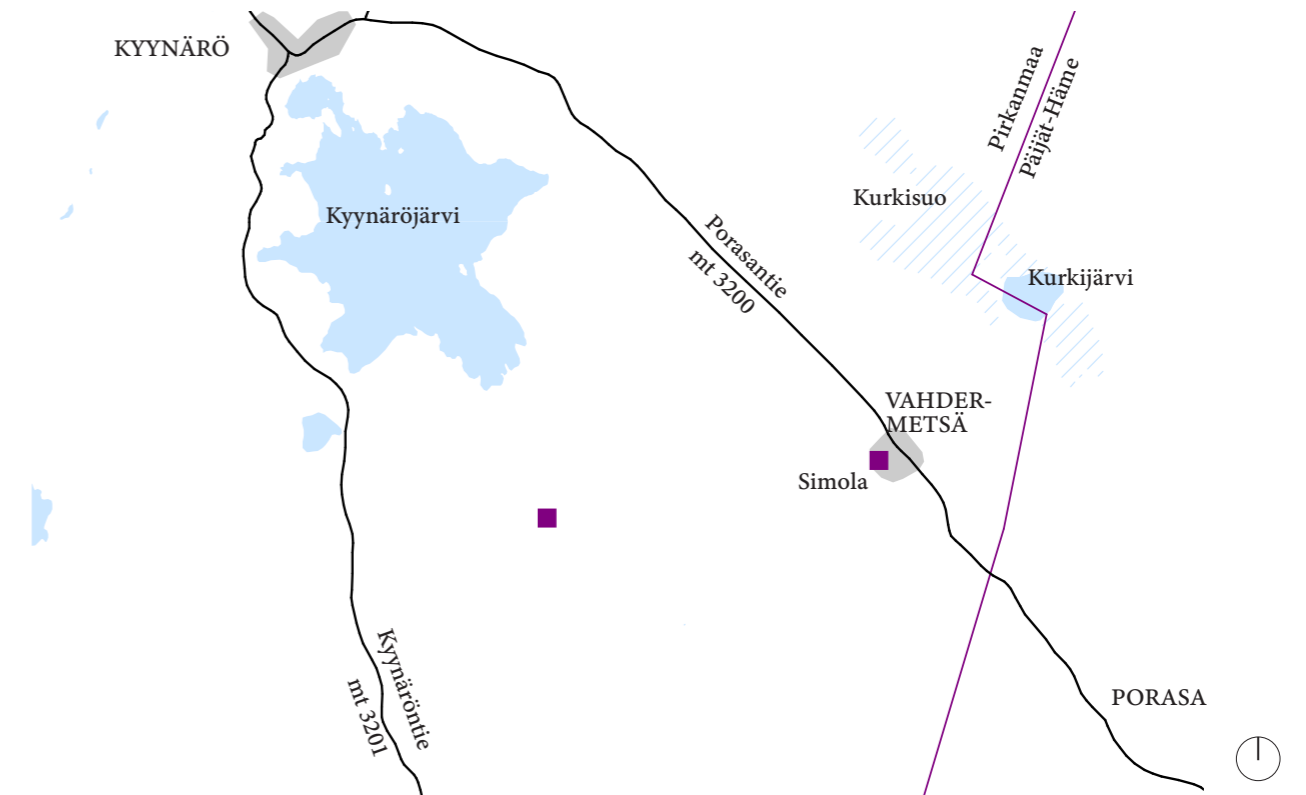 KYYNÄRÖ
Pirkanmaa
Päijät-Häme
Kurkisuo
Kyynäröjärvi
Porasantie
mt 3200
Kurkijärvi
VAHDER-
METSÄ
Simola
Kyynäröntie
mt 3201
PORASA